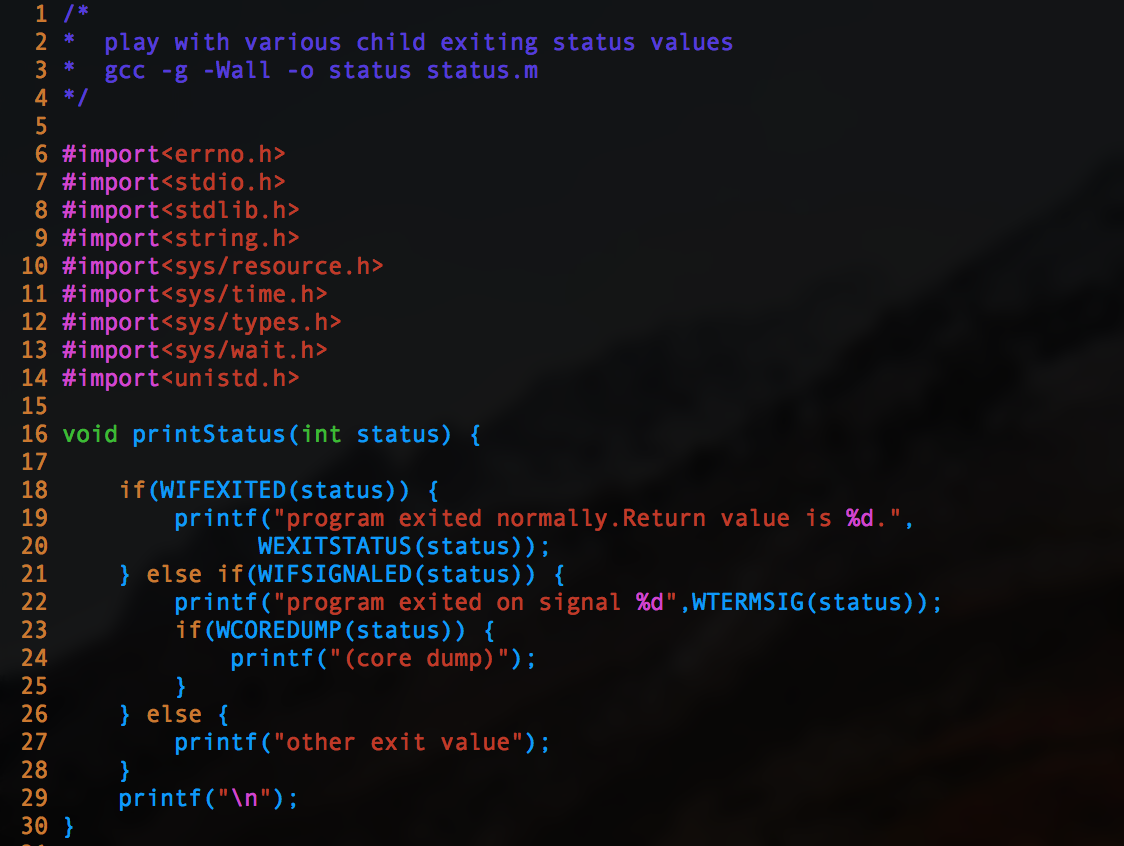 1 /*
2 *  play with various child exiting status values
3 *  gcc -g -Wall -o status status.m
4 */
5
6 #import<errno.h>
7 #import<stdio.h>
8 #import<stdlib.h>
9 #import<string.h>
10 #import<sys/resource.h>
11 #import<sys/time.h>
12 #import<sys/types.h>
13 #import<sys/wait.h>
14 #import<unistd.h>
15
16 void printStatus(int status) {
17
18     if(WIFEXITED(status)) {
19         printf("program exited normally.Return value is %d.",
20               WEXITSTATUS(status));
21     } else if(WIFSIGNALED(status)) {
22         printf("program exited on signal %d",WTERMSIG(status));
23         if(WCOREDUMP(status)) {
24             printf("(core dump)");
25         }
26     } else {
27         printf("other exit value");
28     }
29     printf("\n");
30 }